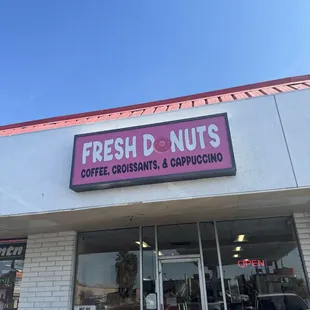 FRESH DONUTS
COFFEE, CROISSANTS, & CAPPUCCINO
OPEN